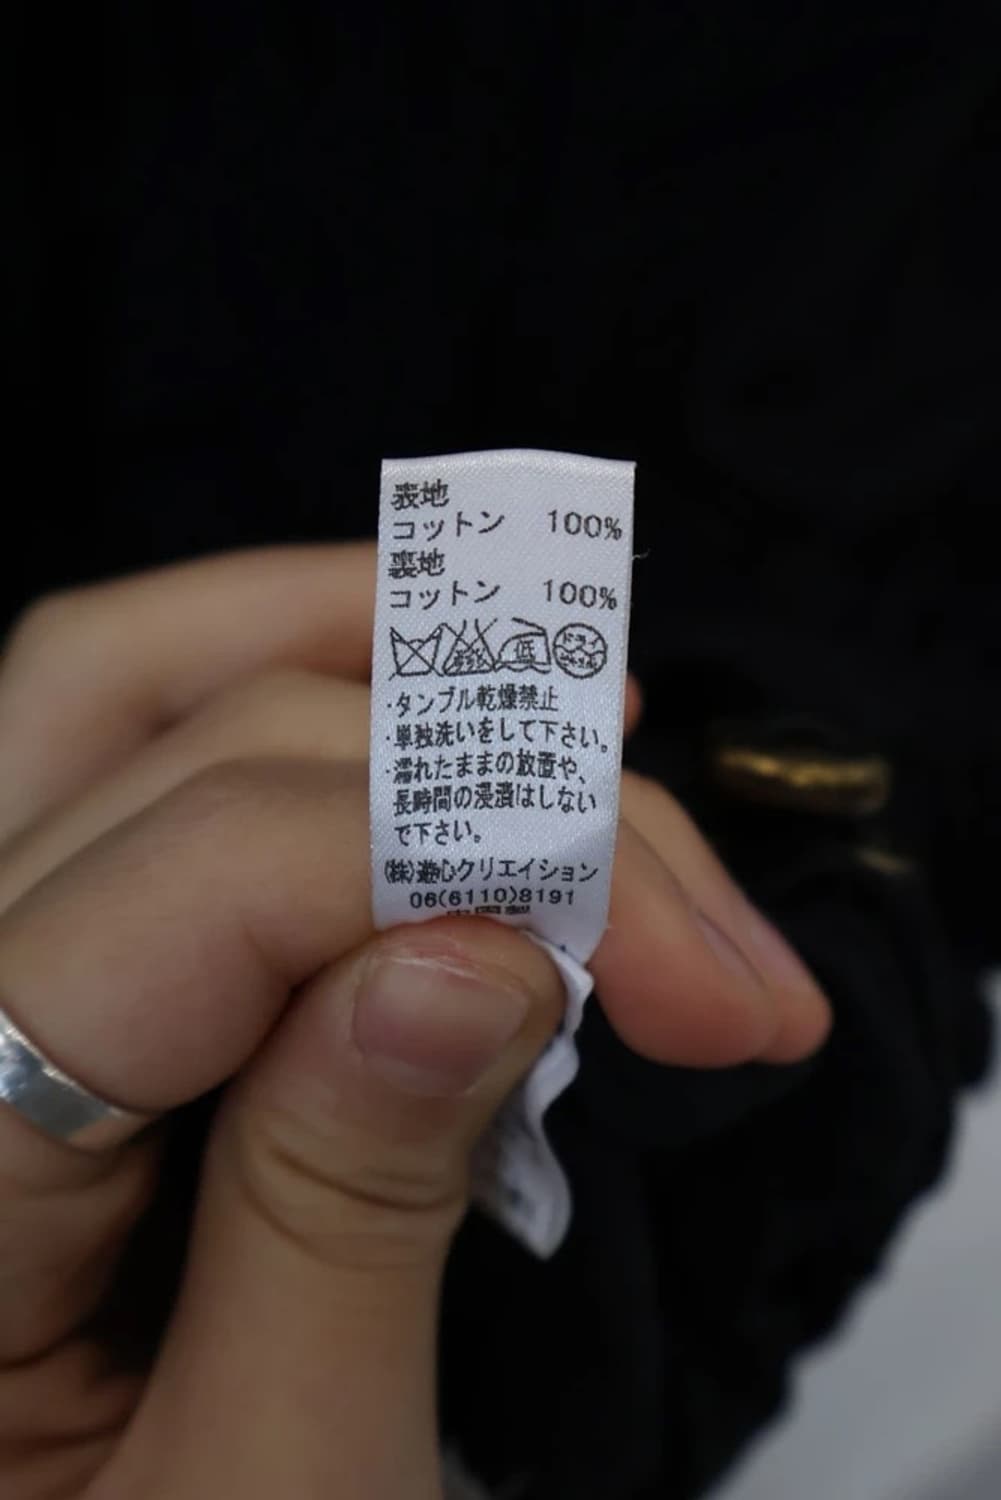 表地
コットン 100%
裏地
コットン 100%
低
・タンブル乾燥禁止
・単独洗いをして下さい。
・濡れたままの放置や、
長時間の浸漬はしない
で下さい。
(株)遊心クリエイション
06(6110)8191
中国製